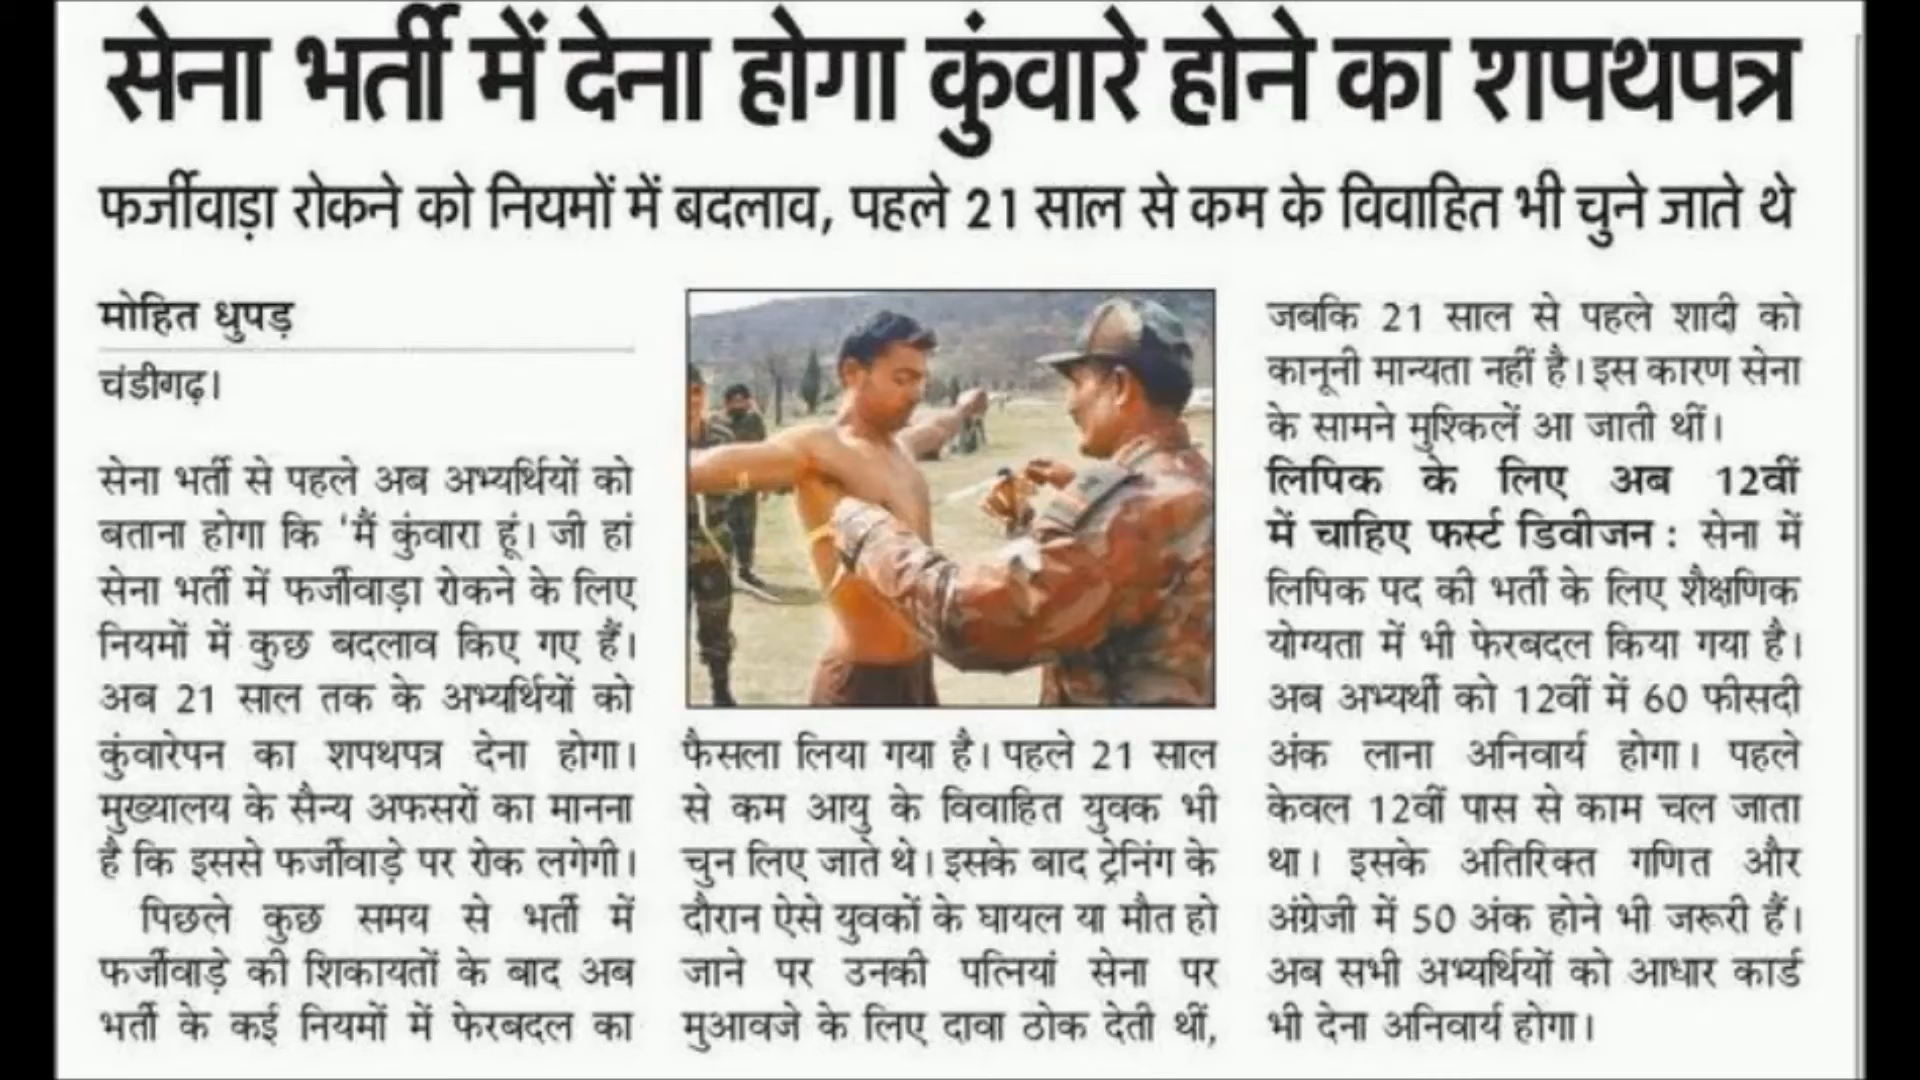 सेना भर्ती में देना होगा कुंवारे होने का शपथपत्र
फर्जीवाड़ा रोकने को नियमों में बदलाव, पहले 21 साल से कम के विवाहित भी चुने जाते थे
मोहित धुपड़
चंडीगढ़।
सेना भर्ती से पहले अब अभ्यर्थियों को
बताना होगा कि 'मैं कुंवारा हूं। जी हां
सेना भर्ती में फर्जीवाड़ा रोकने के लिए
नियमों में कुछ बदलाव किए गए हैं।
अब 21 साल तक के अभ्यर्थियों को
कुंवारेपन का शपथपत्र देना होगा।
मुख्यालय के सैन्य अफसरों का मानना
है कि इससे फर्जीवाड़े पर रोक लगेगी।
पिछले कुछ समय से भर्ती में
फर्जीवाड़े की शिकायतों के बाद अब
भर्ती के कई नियमों में फेरबदल का
फैसला लिया गया है। पहले 21 साल
से कम आयु के विवाहित युवक भी
चुन लिए जाते थे। इसके बाद ट्रेनिंग के
दौरान ऐसे युवकों के घायल या मौत हो
जाने पर उनकी पत्नियां सेना पर
मुआवजे के लिए दावा ठोक देती थीं,
जबकि 21 साल से पहले शादी को
कानूनी मान्यता नहीं है। इस कारण सेना
के सामने मुश्किलें आ जाती थीं।
लिपिक के लिए अब 12वीं
में चाहिए फर्स्ट डिवीजन : सेना में
लिपिक पद की भर्ती के लिए शैक्षणिक
योग्यता में भी फेरबदल किया गया है।
अब अभ्यर्थी को 12वीं में 60 फीसदी
अंक लाना अनिवार्य होगा। पहले
केवल 12वीं पास से काम चल जाता
था। इसके अतिरिक्त गणित और
अंग्रेजी में 50 अंक होने भी जरूरी हैं।
अब सभी अभ्यर्थियों को आधार कार्ड
भी देना अनिवार्य होगा।